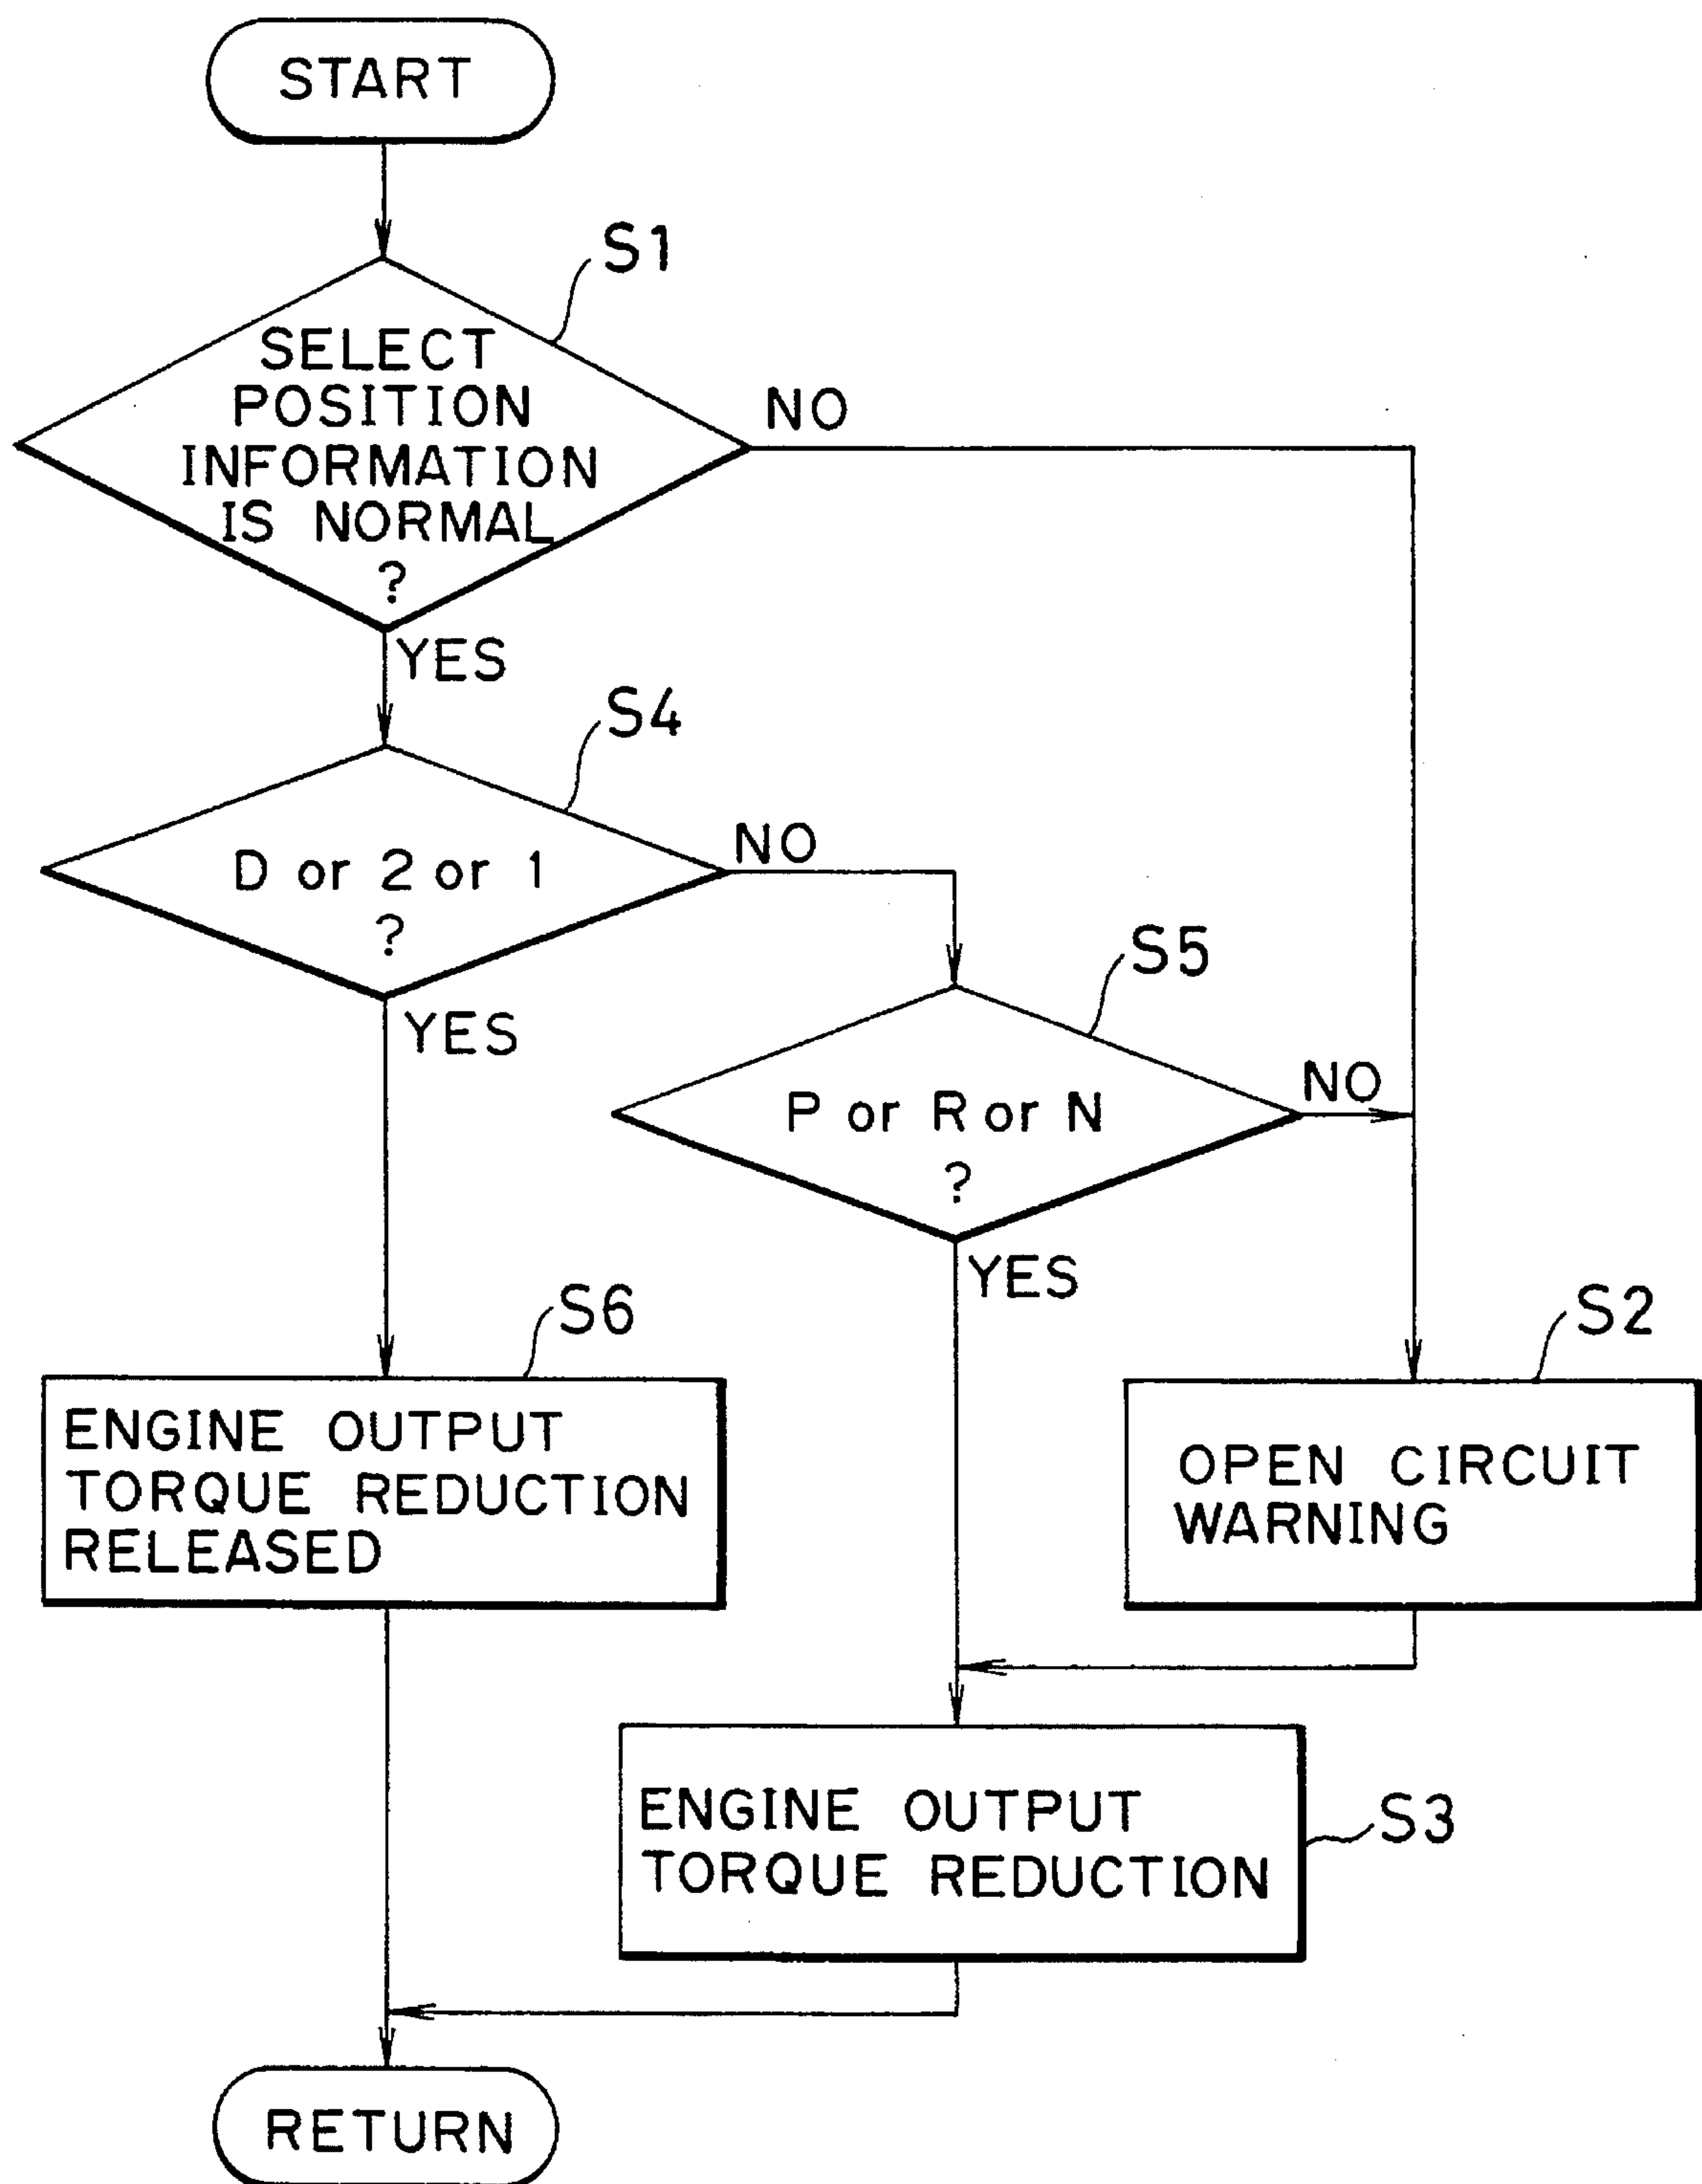 START
S1
SELECT
POSITION
INFORMATION
IS NORMAL
?
NO
YES
S4
D or 2 or 1
?
NO
YES
S5
P or R or N
?
NO
YES
S6
ENGINE OUTPUT
TORQUE REDUCTION
RELEASED
S2
OPEN CIRCUIT
WARNING
ENGINE OUTPUT
TORQUE REDUCTION
S3
RETURN